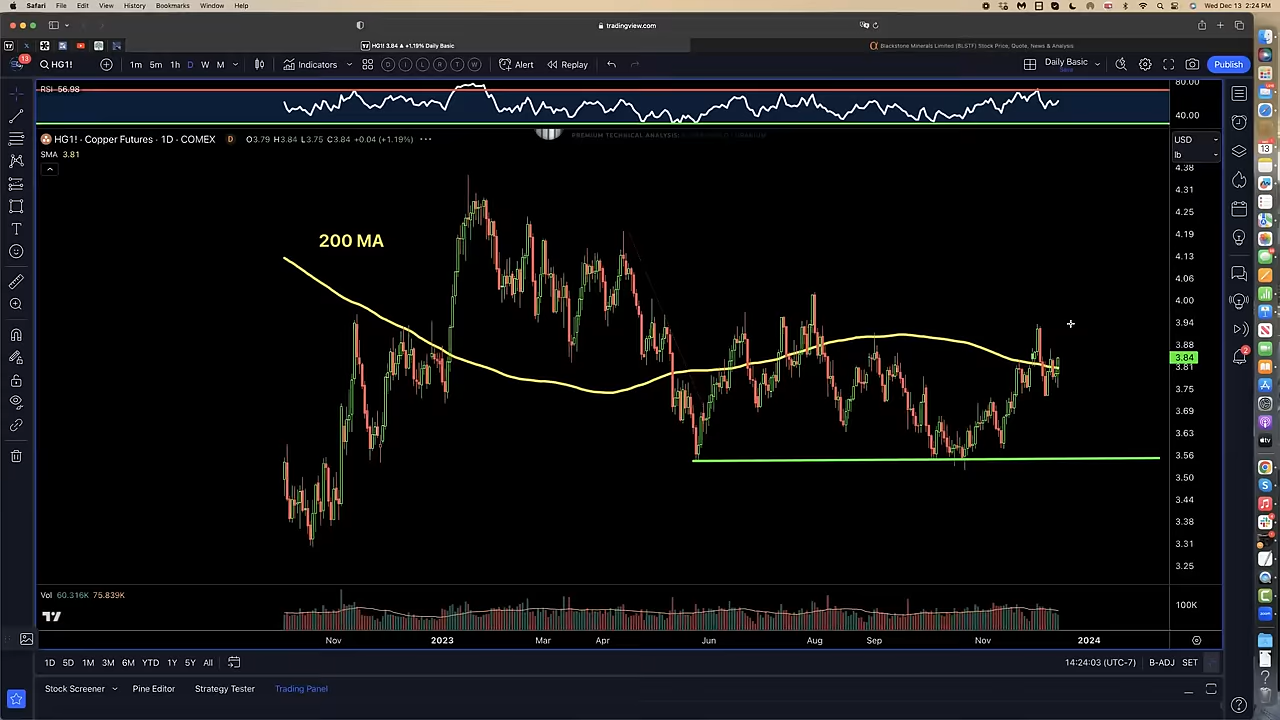 Safari File Edit View History Bookmarks Window Help Wed Dec 13 2:24 PM
tradingview.com
HG1! 3.84 ▲ +1.19% Daily Basic
Blackstone Minerals Limited (BLSTF) Stock Price, Quote, News & Analysis
13 HG1! 1m 5m 1h D W M Indicators D I L R T W Alert Replay Daily Basic Save Publish
RSI 56.98
80.00
40.00
PREMIUM TECHNICAL ANALYSIS
HG1! · Copper Futures · 1D · COMEX D O3.79 H3.84 L3.75 C3.84 +0.04 (+1.19%)
USD
SMA 3.81
lb
4.38
4.31
4.25
200 MA
4.19
4.13
4.06
4.00
3.94
3.88
3.84
3.81
3.75
3.69
3.63
3.56
3.50
3.44
3.38
3.31
3.25
Vol 60.316K 75.839K
100K
Nov 2023 Mar Apr Jun Aug Sep Nov 2024
1D 5D 1M 3M 6M YTD 1Y 5Y All 14:24:03 (UTC-7) B-ADJ SET
Stock Screener Pine Editor Strategy Tester Trading Panel